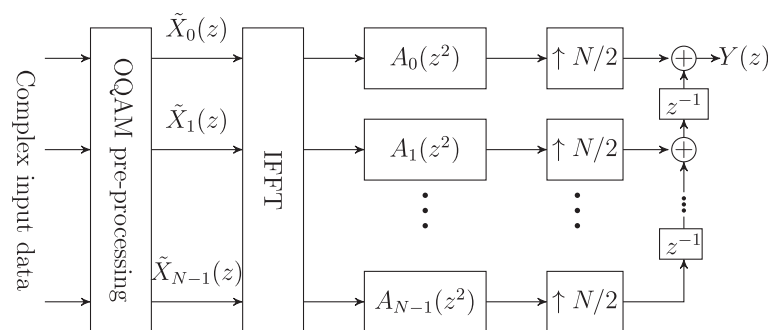 Complex input data
OQAM pre-processing
X̃₀(z)
X̃₁(z)
X̃_{N−1}(z)
IFFT
A₀(z²)
↑ N/2
+
Y(z)
z⁻¹
A₁(z²)
↑ N/2
+
z⁻¹
A_{N−1}(z²)
↑ N/2